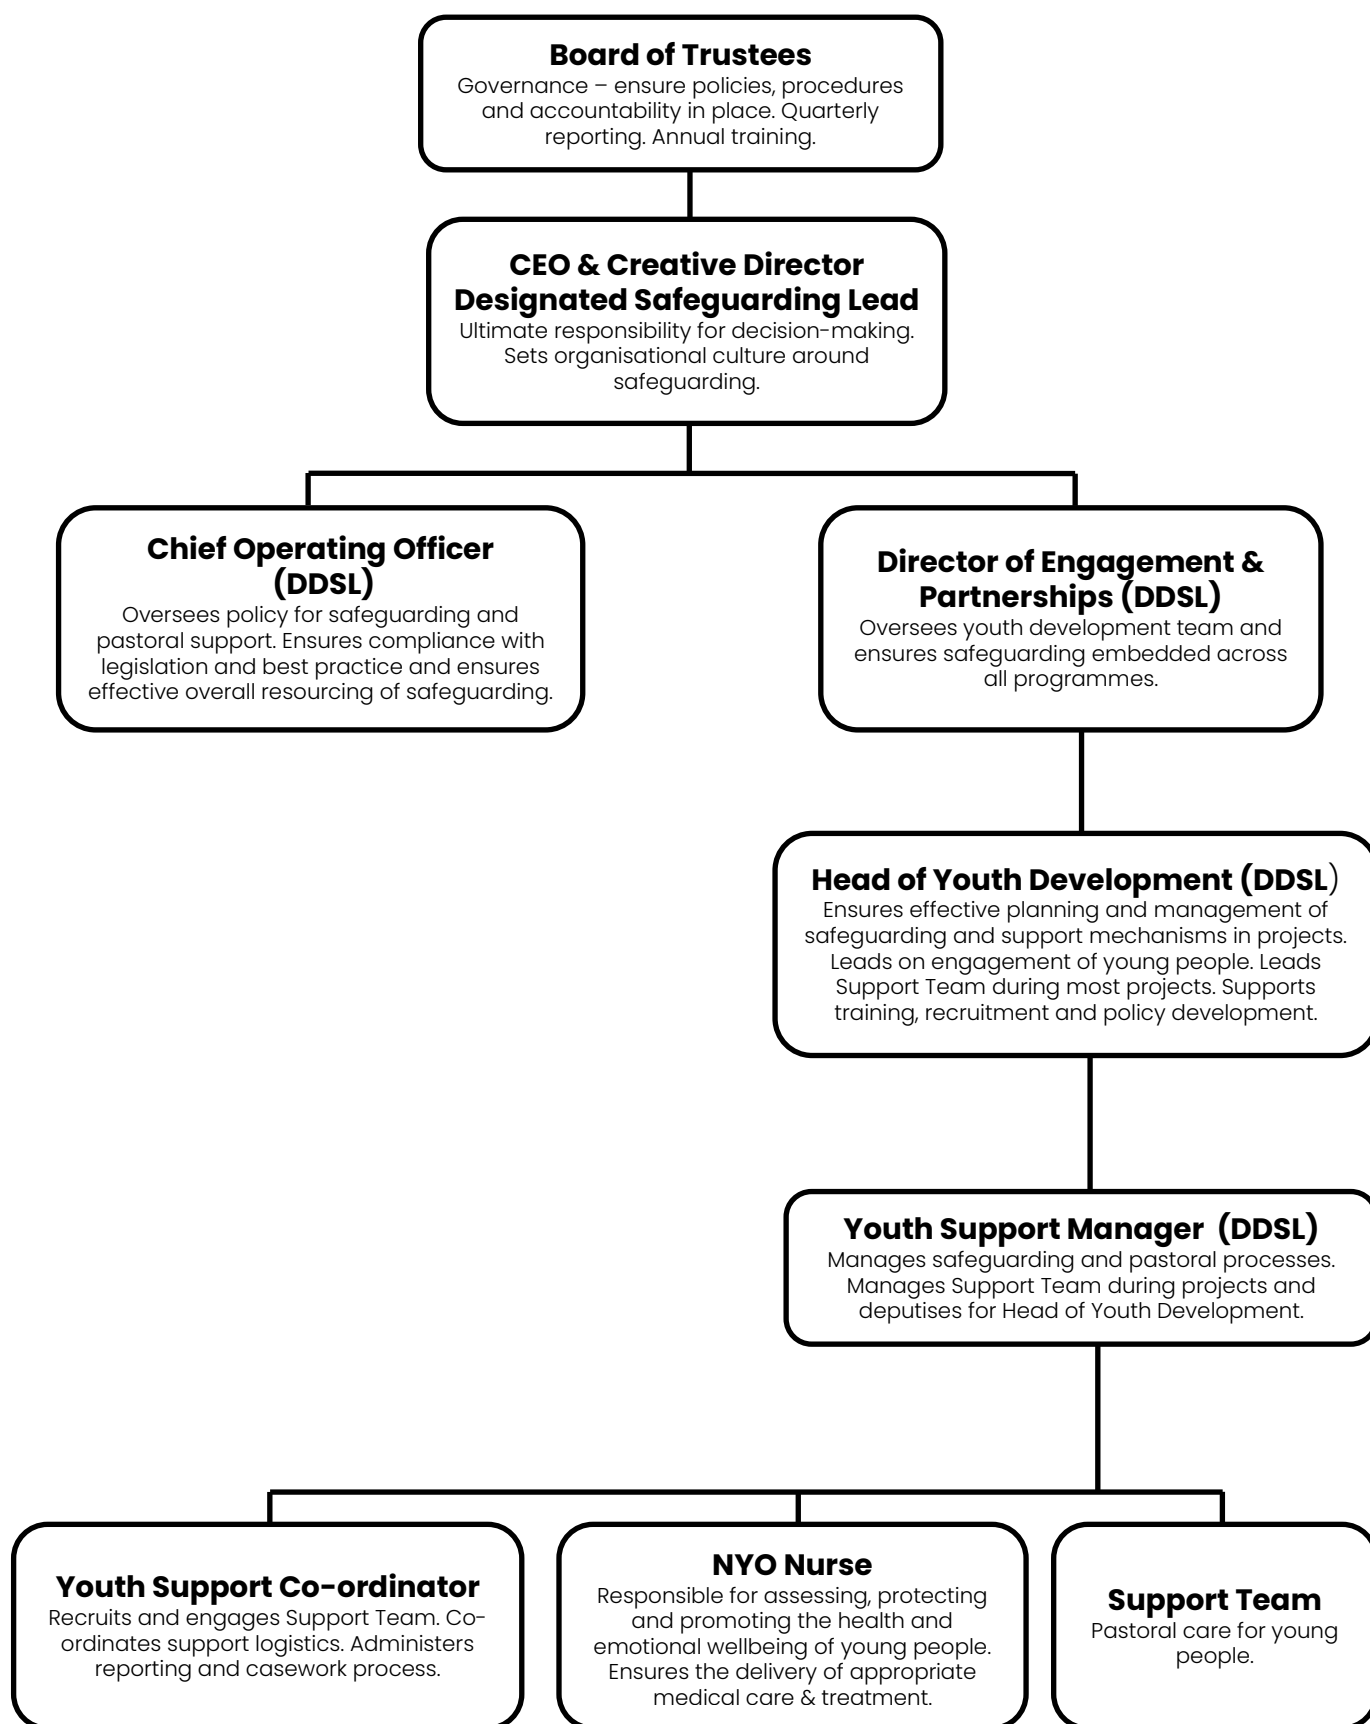 Board of Trustees
Governance – ensure policies, procedures
and accountability in place. Quarterly
reporting. Annual training.
CEO & Creative Director
Designated Safeguarding Lead
Ultimate responsibility for decision-making.
Sets organisational culture around
safeguarding.
Chief Operating Officer
(DDSL)
Oversees policy for safeguarding and
pastoral support. Ensures compliance with
legislation and best practice and ensures
effective overall resourcing of safeguarding.
Director of Engagement &
Partnerships (DDSL)
Oversees youth development team and
ensures safeguarding embedded across
all programmes.
Head of Youth Development (DDSL)
Ensures effective planning and management of
safeguarding and support mechanisms in projects.
Leads on engagement of young people. Leads
Support Team during most projects. Supports
training, recruitment and policy development.
Youth Support Manager  (DDSL)
Manages safeguarding and pastoral processes.
Manages Support Team during projects and
deputises for Head of Youth Development.
Youth Support Co-ordinator
Recruits and engages Support Team. Co-
ordinates support logistics. Administers
reporting and casework process.
NYO Nurse
Responsible for assessing, protecting
and promoting the health and
emotional wellbeing of young people.
Ensures the delivery of appropriate
medical care & treatment.
Support Team
Pastoral care for young
people.